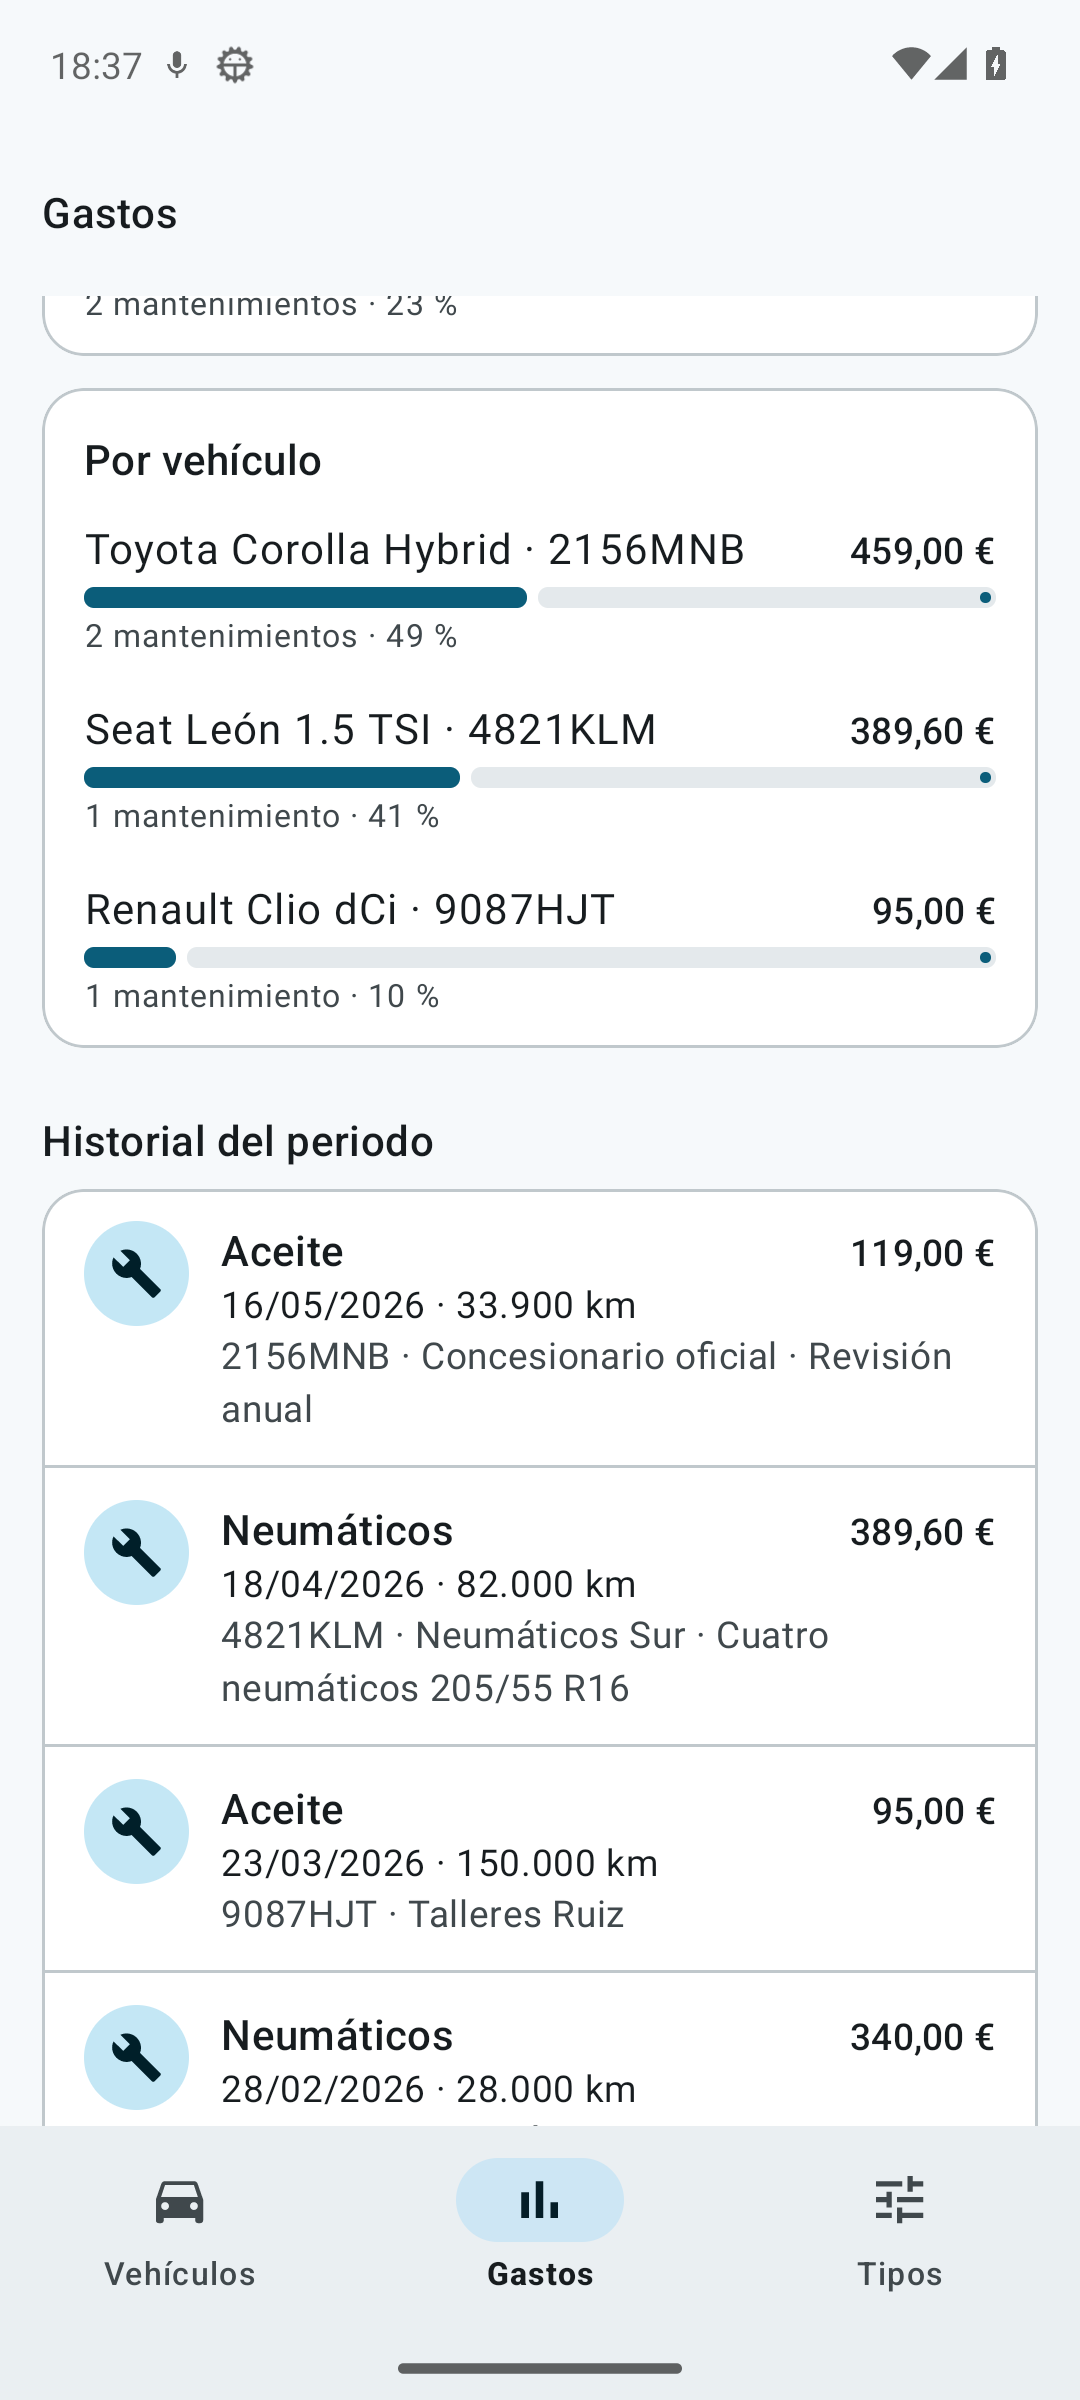 18:37
Gastos
2 mantenimientos · 23 %
Por vehículo
Toyota Corolla Hybrid · 2156MNB 459,00 €
2 mantenimientos · 49 %
Seat León 1.5 TSI · 4821KLM 389,60 €
1 mantenimiento · 41 %
Renault Clio dCi · 9087HJT 95,00 €
1 mantenimiento · 10 %
Historial del periodo
Aceite 119,00 €
16/05/2026 · 33.900 km
2156MNB · Concesionario oficial · Revisión
anual
Neumáticos 389,60 €
18/04/2026 · 82.000 km
4821KLM · Neumáticos Sur · Cuatro
neumáticos 205/55 R16
Aceite 95,00 €
23/03/2026 · 150.000 km
9087HJT · Talleres Ruiz
Neumáticos 340,00 €
28/02/2026 · 28.000 km
Vehículos Gastos Tipos